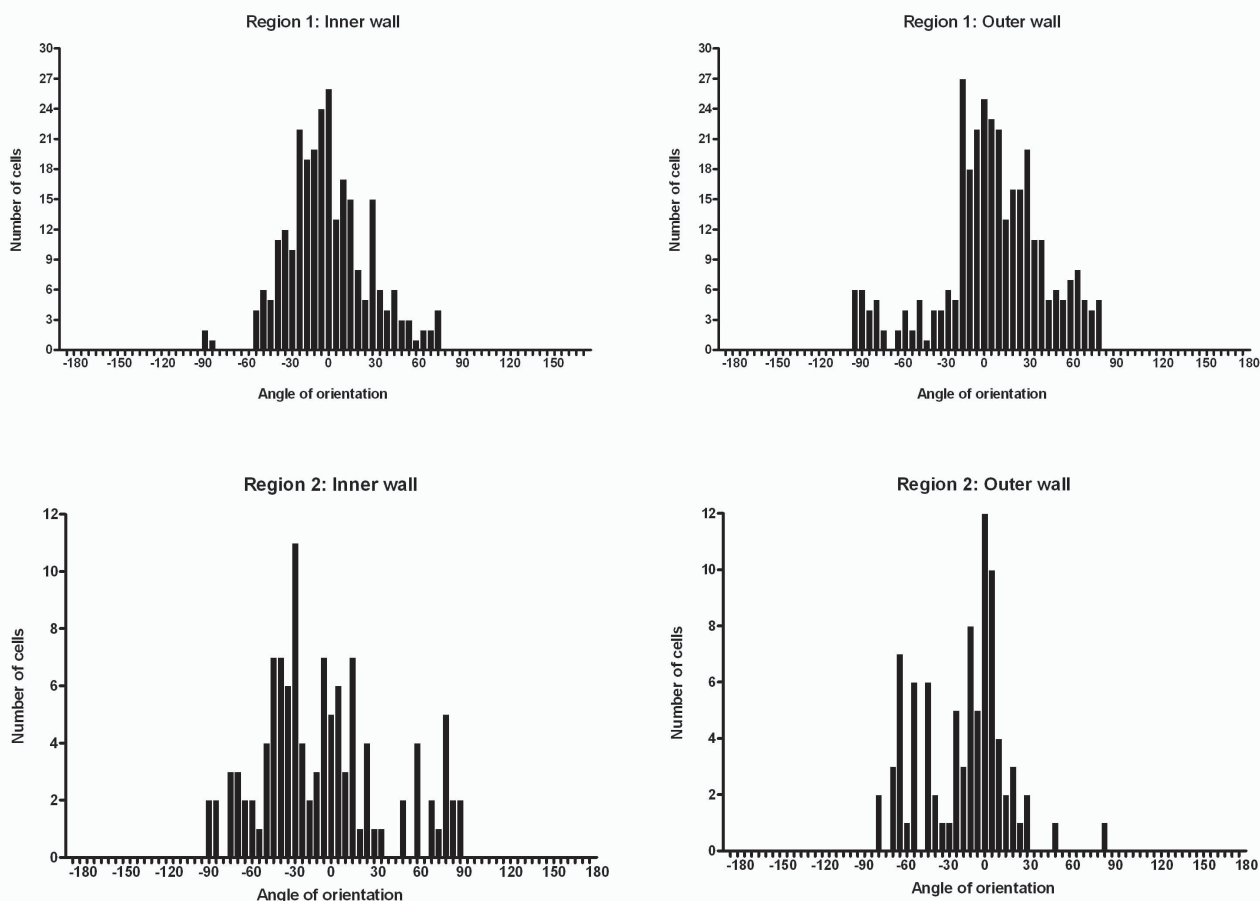 Region 1: Inner wall
30
27
24
21
18
15
12
9
6
3
0
Number of cells
-180 -150 -120 -90 -60 -30 0 30 60 90 120 150
Angle of orientation
Region 1: Outer wall
30
27
24
21
18
15
12
9
6
3
0
Number of cells
-180 -150 -120 -90 -60 -30 0 30 60 90 120 150 180
Angle of orientation
Region 2: Inner wall
12
10
8
6
4
2
0
Number of cells
-180 -150 -120 -90 -60 -30 0 30 60 90 120 150 180
Angle of orientation
Region 2: Outer wall
12
10
8
6
4
2
0
Number of cells
-180 -150 -120 -90 -60 -30 0 30 60 90 120 150 180
Angle of orientation